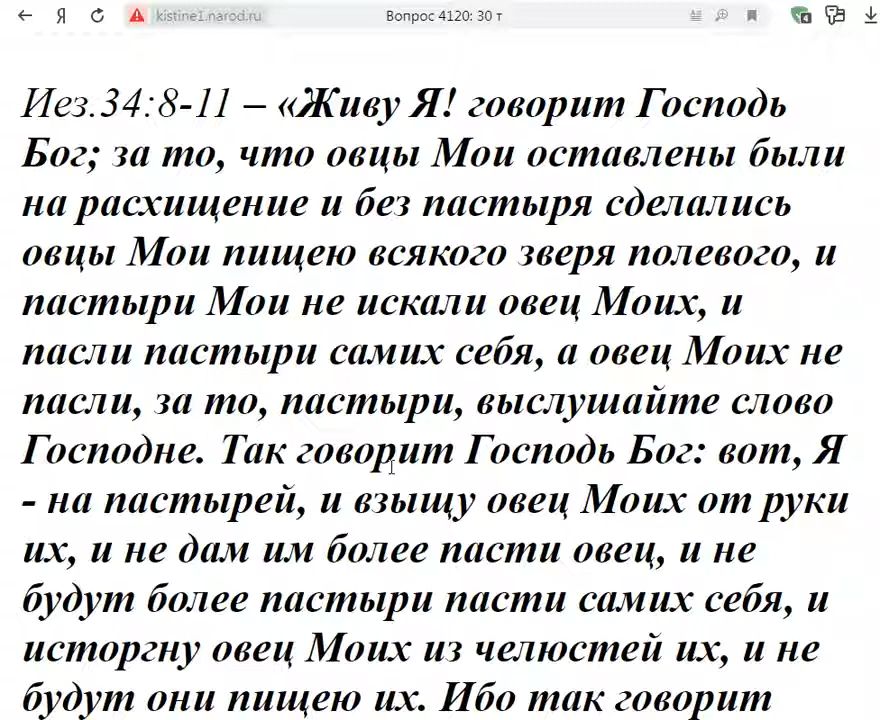 kistine1.narod.ru Вопрос 4120: 30 т
Иез.34:8-11 – «Живу Я! говорит Господь
Бог; за то, что овцы Мои оставлены были
на расхищение и без пастыря сделались
овцы Мои пищею всякого зверя полевого, и
пастыри Мои не искали овец Моих, и
пасли пастыри самих себя, а овец Моих не
пасли, за то, пастыри, выслушайте слово
Господне. Так говорит Господь Бог: вот, Я
- на пастырей, и взыщу овец Моих от руки
их, и не дам им более пасти овец, и не
будут более пастыри пасти самих себя, и
исторгну овец Моих из челюстей их, и не
будут они пищею их. Ибо так говорит